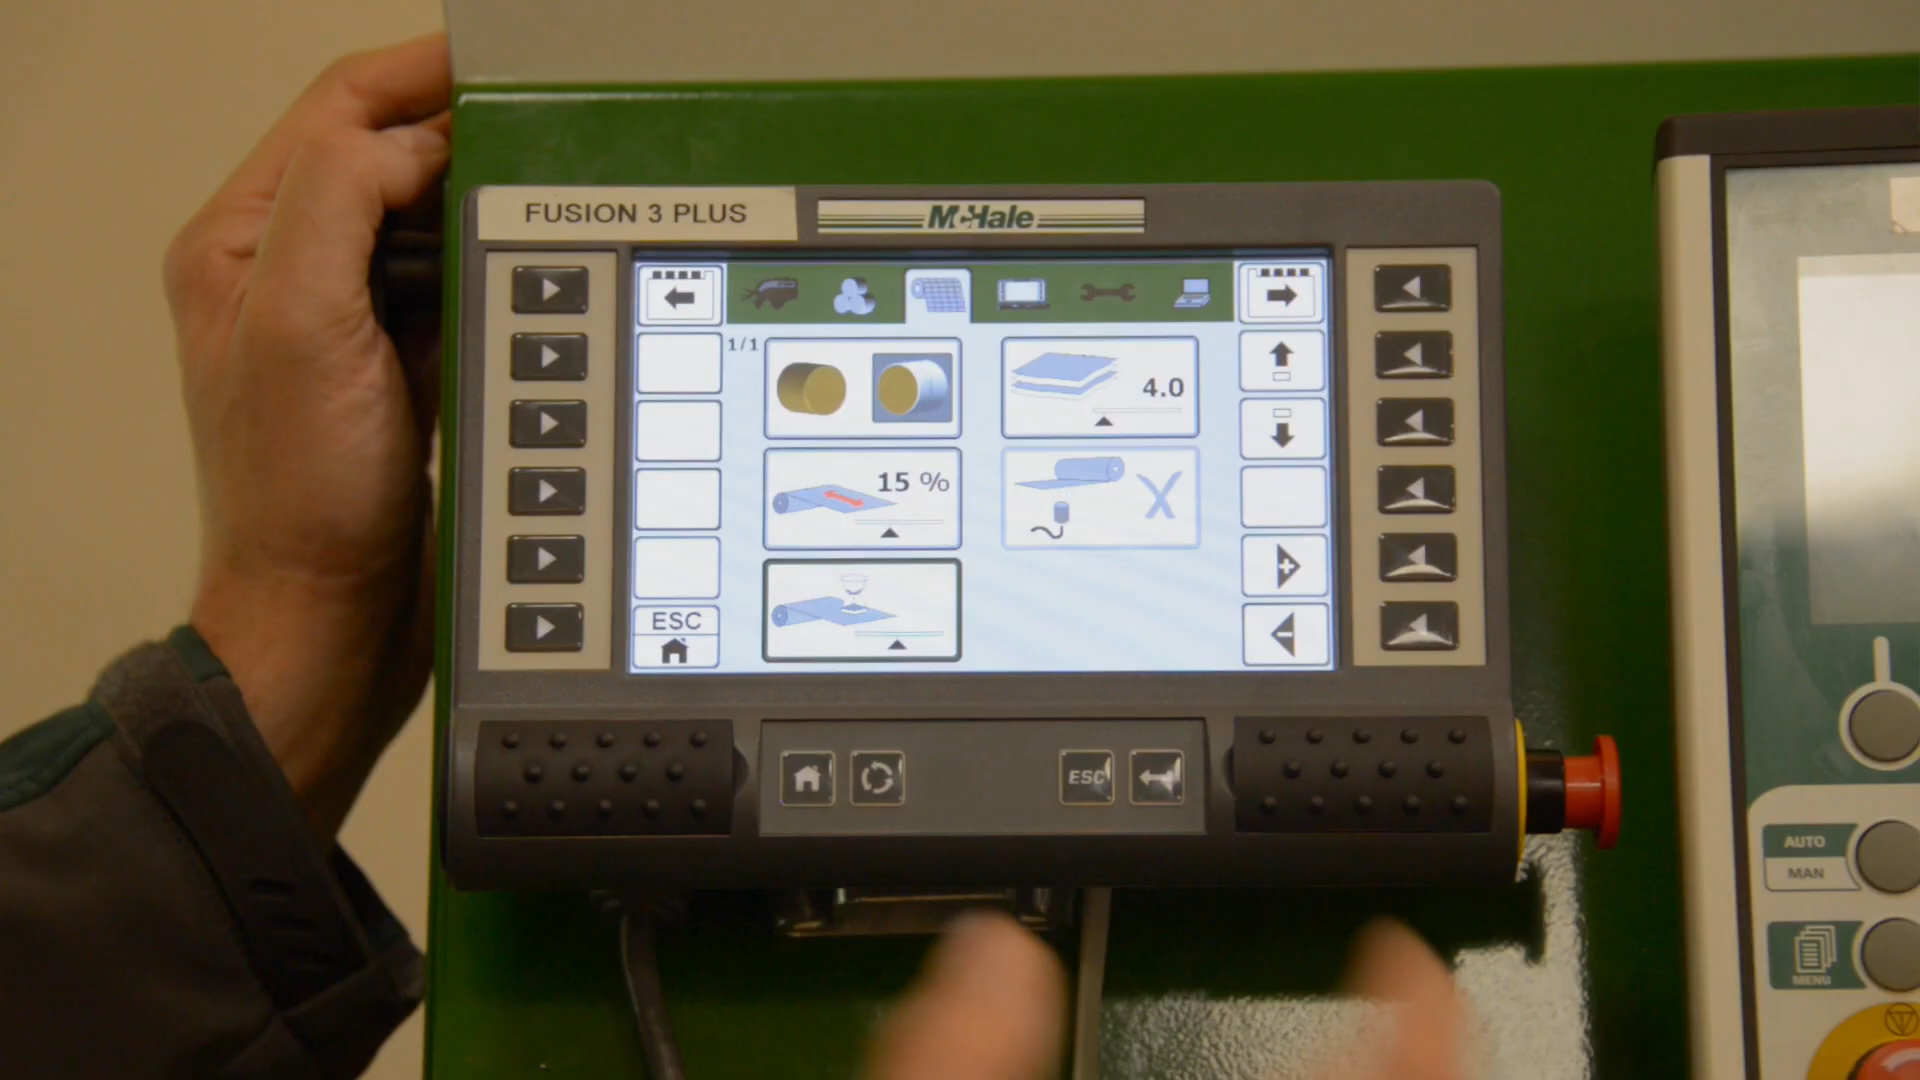 FUSION 3 PLUS
McHale
1/1
4.0
15 %
X
ESC
ESC
AUTO
MAN
MENU